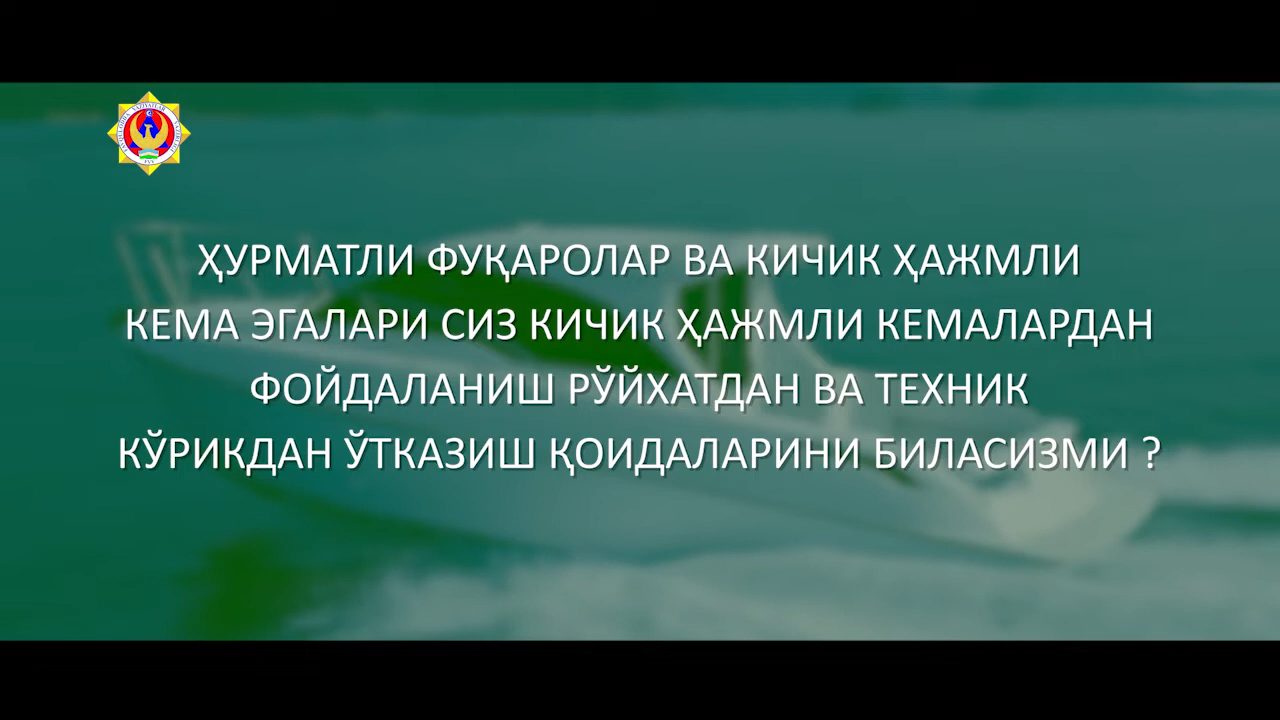 ҲУРМАТЛИ ФУҚАРОЛАР ВА КИЧИК ҲАЖМЛИ
КЕМА ЭГАЛАРИ СИЗ КИЧИК ҲАЖМЛИ КЕМАЛАРДАН
ФОЙДАЛАНИШ РЎЙХАТДАН ВА ТЕХНИК
КЎРИКДАН ЎТКАЗИШ ҚОИДАЛАРИНИ БИЛАСИЗМИ ?